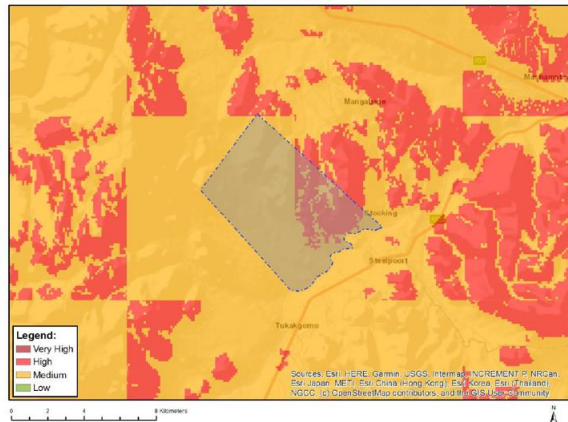 Mangabane
Stocking
Steelpoort
Tukakgomo
Legend:
Very High
High
Medium
Low
Sources: Esri, HERE, Garmin, USGS, Intermap, INCREMENT P, NRCan,
Esri Japan, METI, Esri China (Hong Kong), Esri Korea, Esri (Thailand),
NGCC, (c) OpenStreetMap contributors, and the GIS User Community
0 2 4 8 Kilometers
N